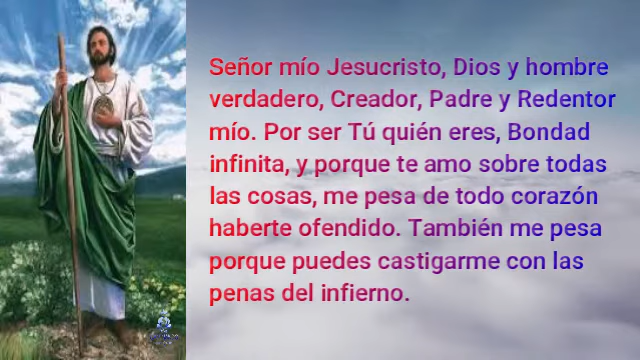 Señor mío Jesucristo, Dios y hombre
verdadero, Creador, Padre y Redentor
mío. Por ser Tú quién eres, Bondad
infinita, y porque te amo sobre todas
las cosas, me pesa de todo corazón
haberte ofendido. También me pesa
porque puedes castigarme con las
penas del infierno.